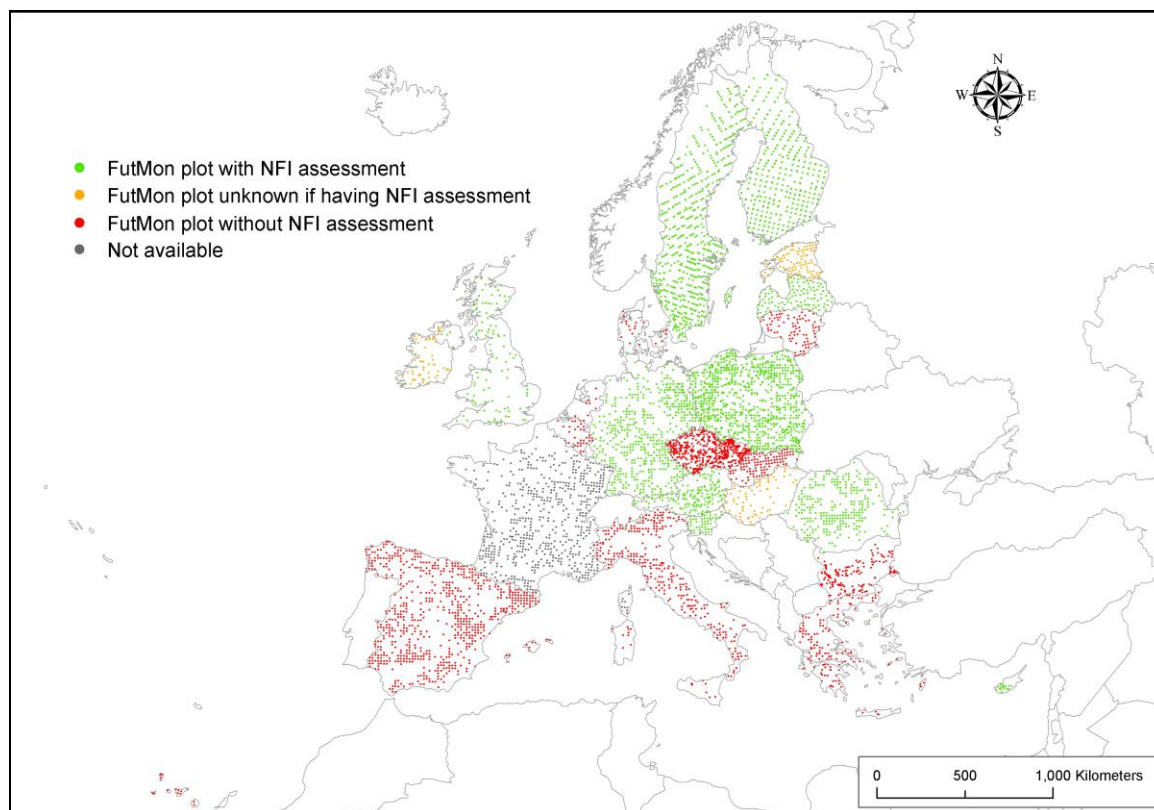 N
W E
S
FutMon plot with NFI assessment
FutMon plot unknown if having NFI assessment
FutMon plot without NFI assessment
Not available
0 500 1,000 Kilometers